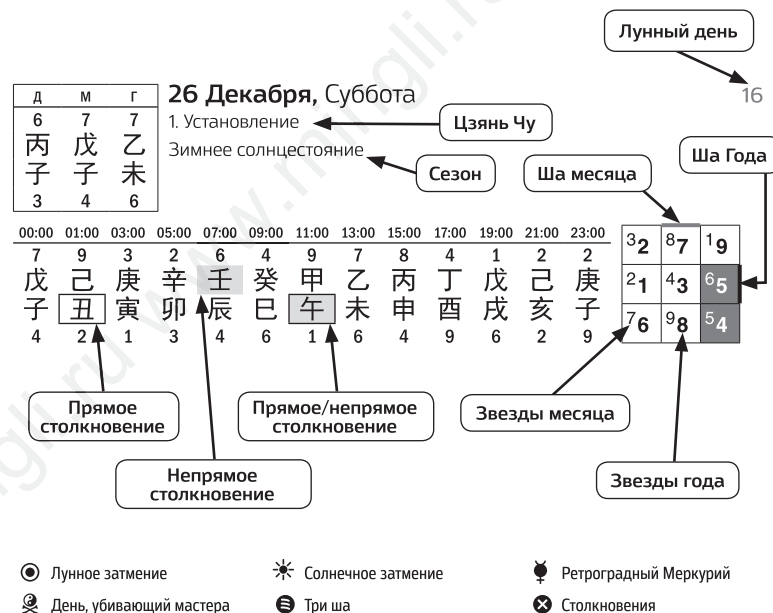 Лунный день
Д М Г
6 7 7
丙 戊 乙
子 子 未
3 4 6
26 Декабря, Суббота
16
1. Установление
Цзянь Чу
Зимнее солнцестояние
Сезон
Ша месяца
Ша Года
00:00 01:00 03:00 05:00 07:00 09:00 11:00 13:00 15:00 17:00 19:00 21:00 23:00
7 9 3 2 6 4 9 7 8 4 1 2 2
戊 己 庚 辛 壬 癸 甲 乙 丙 丁 戊 己 庚
子 丑 寅 卯 辰 巳 午 未 申 酉 戌 亥 子
4 2 1 3 4 6 1 6 4 9 6 2 9
3 2 8 7 1 9
2 1 4 3 6 5
7 6 9 8 5 4
Прямое
столкновение
Прямое/непрямое
столкновение
Звезды месяца
Непрямое
столкновение
Звезды года
Лунное затмение
Солнечное затмение
Ретроградный Меркурий
День, убивающий мастера
Три ша
Столкновения
www.mingli.ru